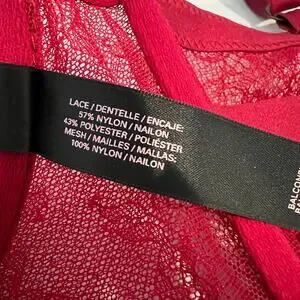 LACE / DENTELLE / ENCAJE:
57% NYLON / NAILON
43% POLYESTER / POLIÉSTER
MESH / MAILLES / MALLAS:
100% NYLON / NAILON